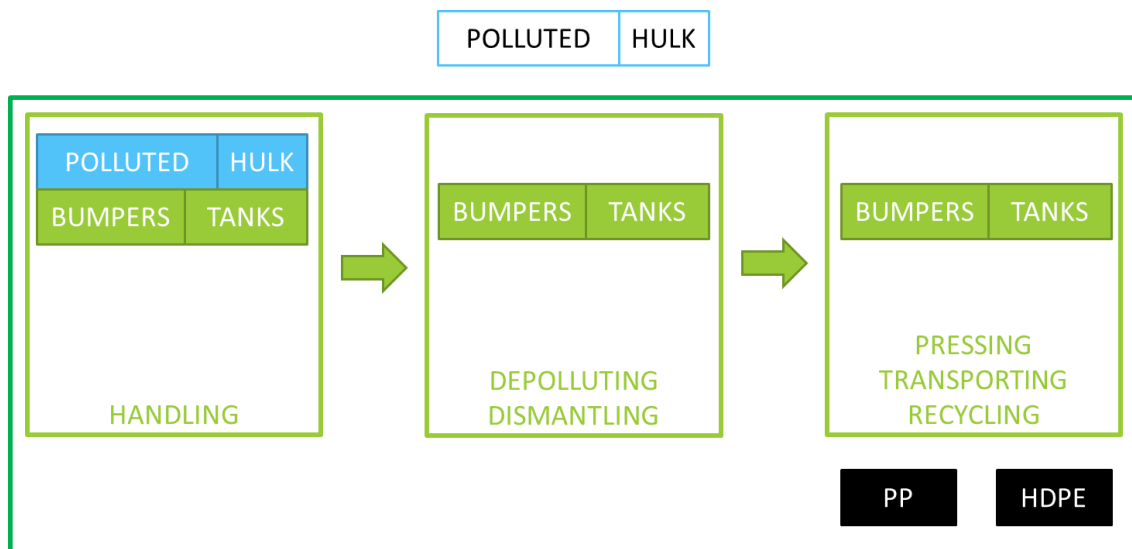 POLLUTED HULK
POLLUTED HULK
BUMPERS TANKS
HANDLING
BUMPERS TANKS
DEPOLLUTING
DISMANTLING
BUMPERS TANKS
PRESSING
TRANSPORTING
RECYCLING
PP HDPE